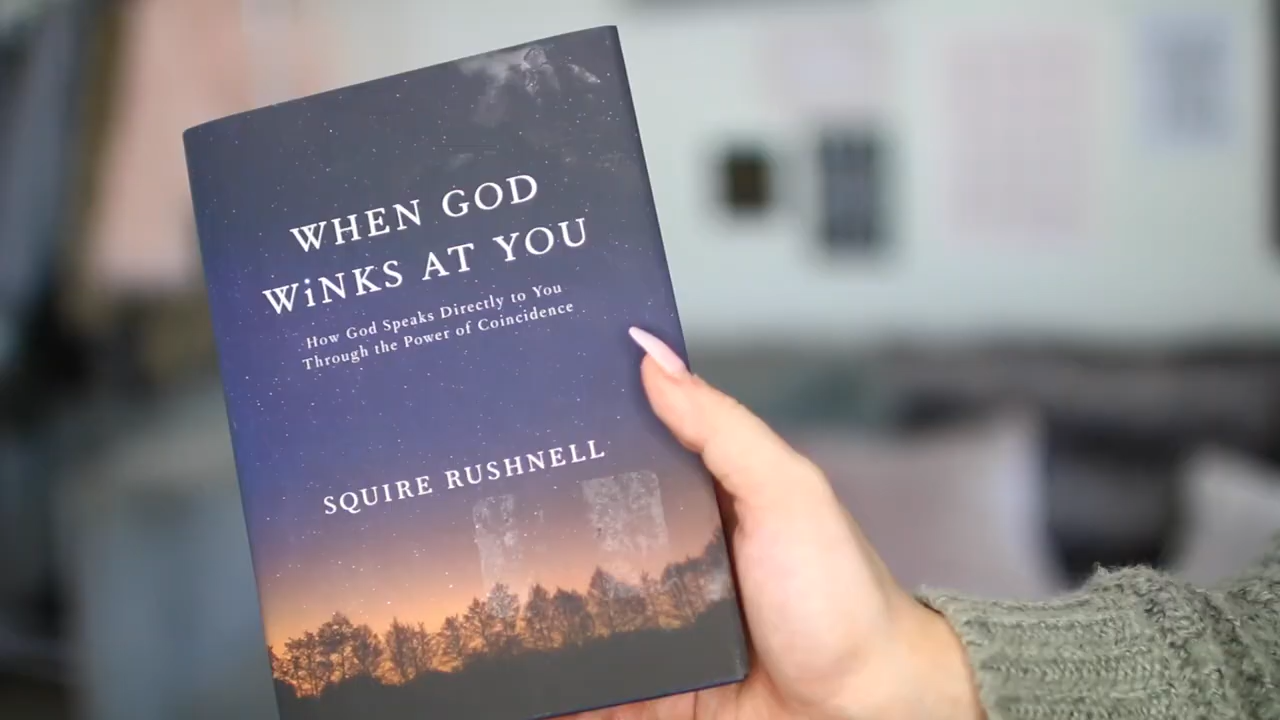 WHEN GOD
WiNKS AT YOU
How God Speaks Directly to You
Through the Power of Coincidence
SQUIRE RUSHNELL